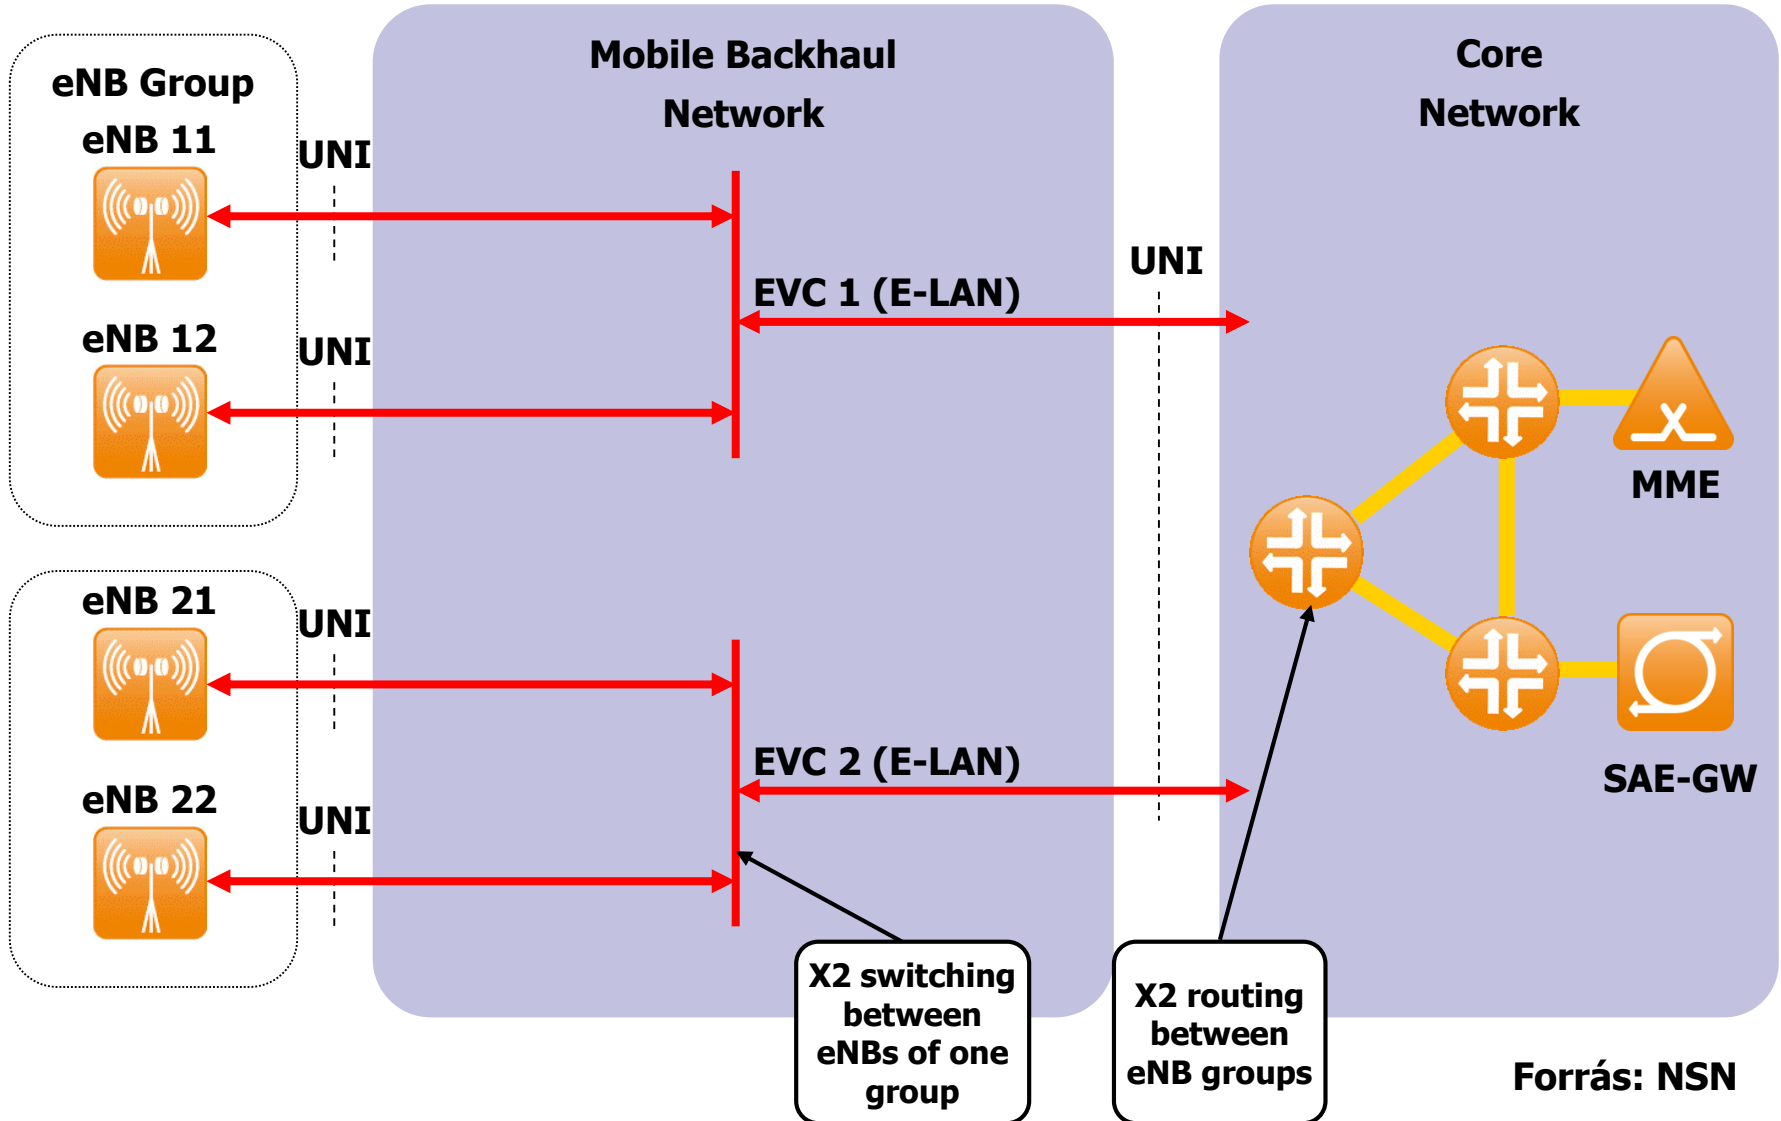 Mobile Backhaul
Network
Core
Network
eNB Group
eNB 11
UNI
eNB 12
UNI
EVC 1 (E-LAN)
UNI
MME
eNB 21
UNI
eNB 22
UNI
EVC 2 (E-LAN)
SAE-GW
X2 switching
between
eNBs of one
group
X2 routing
between
eNB groups
Forrás: NSN